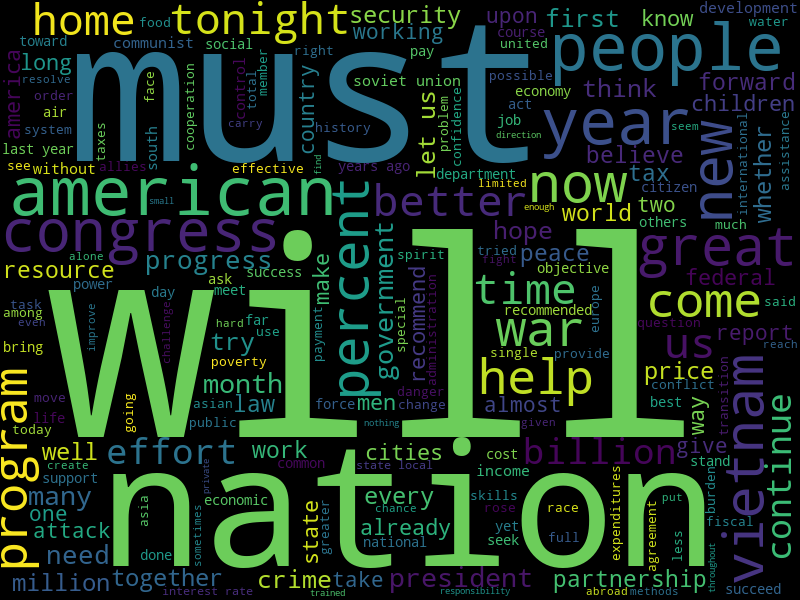 home
tonight
security
upon
first
know
development
food
working
water
toward
communist
social
right
pay
course
united
must
people
long
america
resolve
order
air
system
taxes
face
south
cooperation
control
total
member
carry
country
history
soviet union
let us
problem
confidence
economy
possible
act
job
direction
year
think
forward
children
seem
new
whether
international
assistance
last year
see
without
allies
effective
find
years ago
department
limited
believe
tax
citizen
american
small
percent
better
now
enough
world
two
others
much
congress
alone
progress
resource
ask
success
meet
power
day
spirit
make
government
recommend
tried
fight
hope
peace
objective
great
federal
come
said
question
time
recommended
war
europe
task
among
even
bring
improve
challenge
hard
far
use
try
poverty
payment
special
administration
us
report
transition
reach
will
help
single
provide
price
conflict
month
move
life
going
asian
law
men
force
danger
change
almost
way
best
vietnam
continue
program
today
public
nothing
given
well
effort
work
cities
cost
billion
give
stand
create
support
common
private
state local
income
skills
nation
many
one
attack
asia
sometimes
economic
greater
state
every
chance
rose
race
expenditures
agreement
less
put
burden
fiscal
already
yet
full
need
done
national
seek
throughout
million
together
crime
take
president
partnership
interest rate
trained
responsibility
abroad
methods
succeed